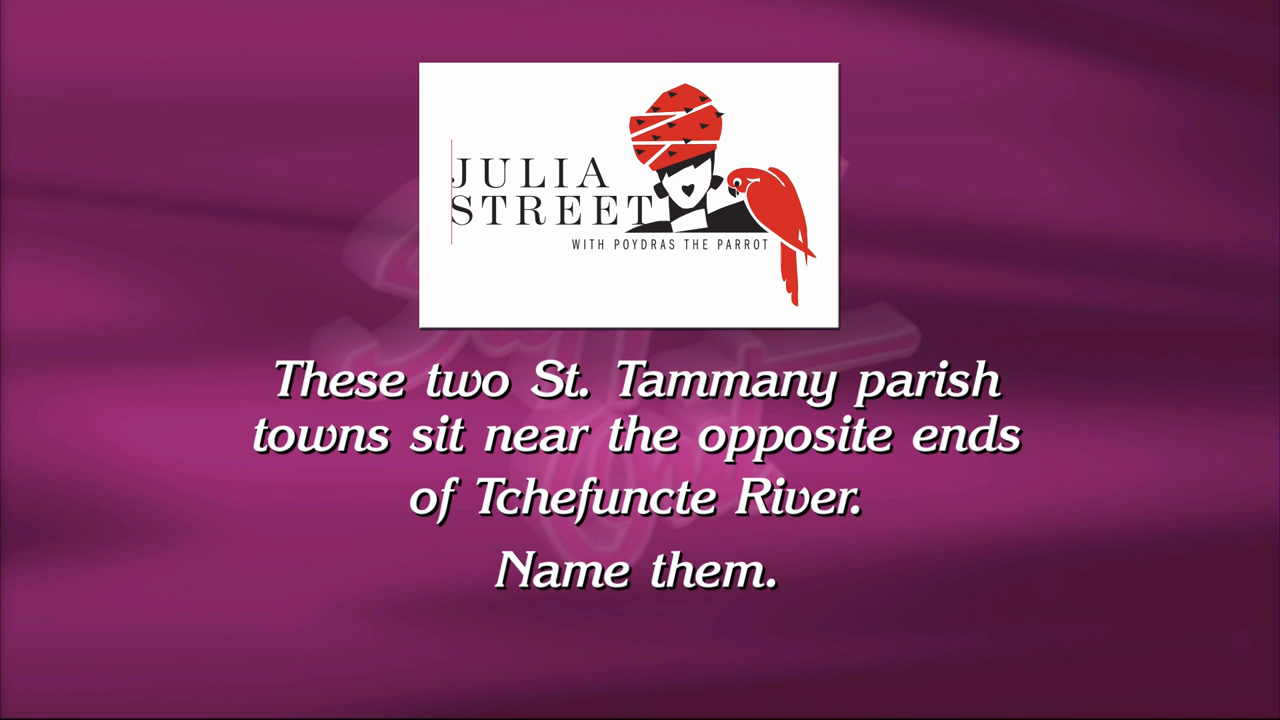 JULIA
STREET
WITH POYDRAS THE PARROT
These two St. Tammany parish
towns sit near the opposite ends
of Tchefuncte River.
Name them.